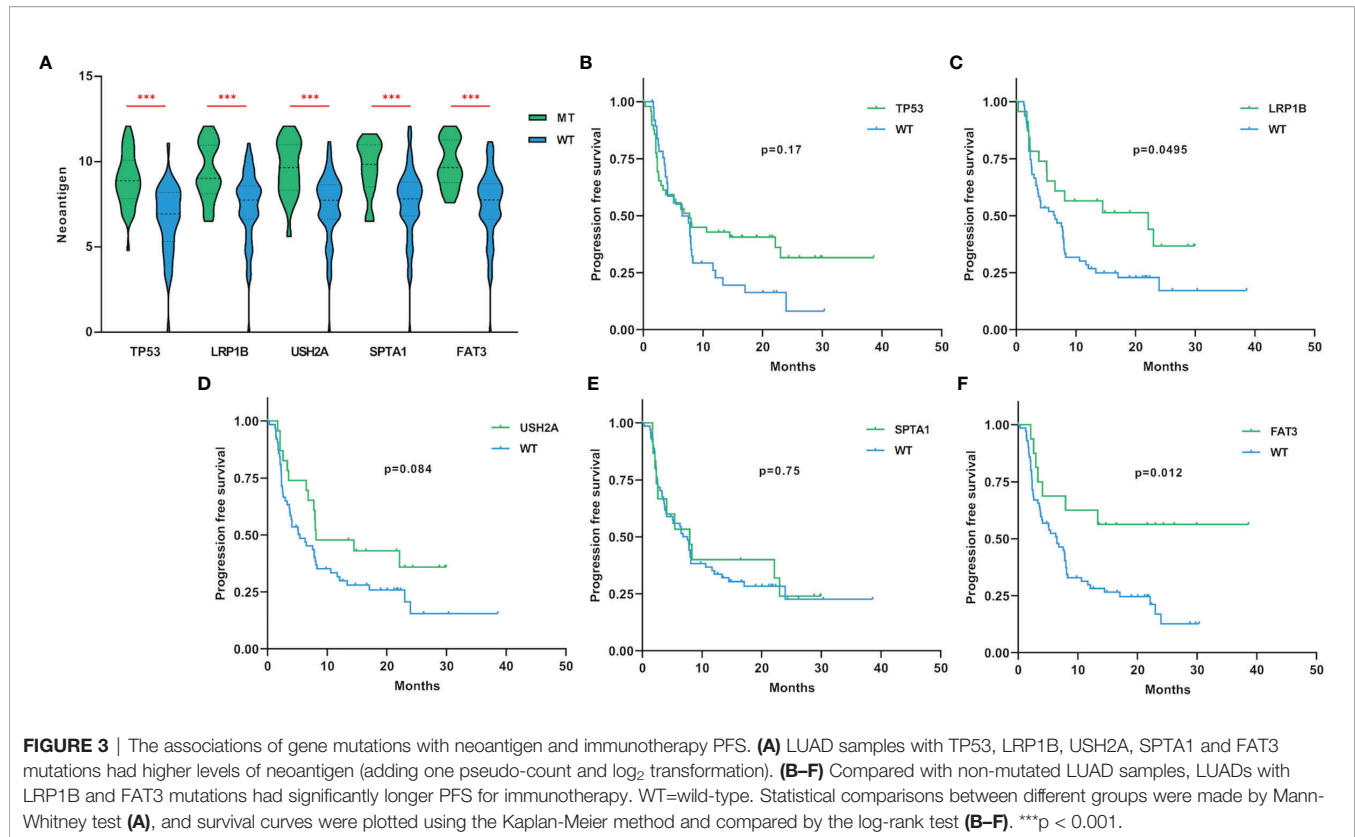 A
Neoantigen
15
10
5
0
*** *** *** *** ***
MT
WT
TP53 LRP1B USH2A SPTA1 FAT3
B
Progression free survival
1.00
0.75
0.50
0.25
0.00
p=0.17
TP53
WT
0 10 20 30 40 50
Months
C
Progression free survival
1.00
0.75
0.50
0.25
0.00
p=0.0495
LRP1B
WT
0 10 20 30 40 50
Months
D
Progression free survival
1.00
0.75
0.50
0.25
0.00
p=0.084
USH2A
WT
0 10 20 30 40 50
Months
E
Progression free survival
1.00
0.75
0.50
0.25
0.00
p=0.75
SPTA1
WT
0 10 20 30 40 50
Months
F
Progression free survival
1.00
0.75
0.50
0.25
0.00
p=0.012
FAT3
WT
0 10 20 30 40 50
Months
FIGURE 3 | The associations of gene mutations with neoantigen and immunotherapy PFS. (A) LUAD samples with TP53, LRP1B, USH2A, SPTA1 and FAT3
mutations had higher levels of neoantigen (adding one pseudo-count and log₂ transformation). (B–F) Compared with non-mutated LUAD samples, LUADs with
LRP1B and FAT3 mutations had significantly longer PFS for immunotherapy. WT=wild-type. Statistical comparisons between different groups were made by Mann-
Whitney test (A), and survival curves were plotted using the Kaplan-Meier method and compared by the log-rank test (B–F). ***p < 0.001.